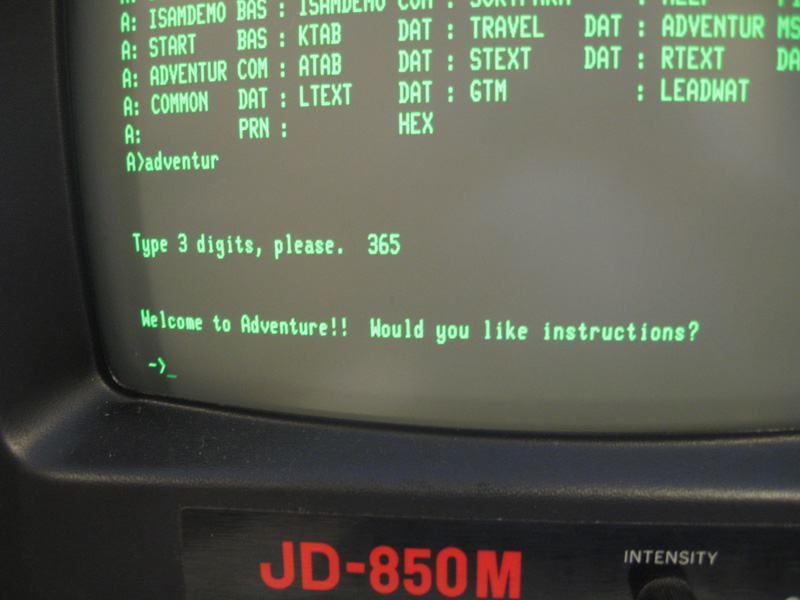 A: ISAMDEMO BAS : ISAMDEMO COM :
A: START BAS : KTAB DAT : TRAVEL DAT : ADVENTUR MS
A: ADVENTUR COM : ATAB DAT : STEXT DAT : RTEXT DA
A: COMMON DAT : LTEXT DAT : GTM : LEADWAT
A: PRN : HEX
A>adventur
Type 3 digits, please. 365
Welcome to Adventure!! Would you like instructions?
->_
JD-850M
INTENSITY